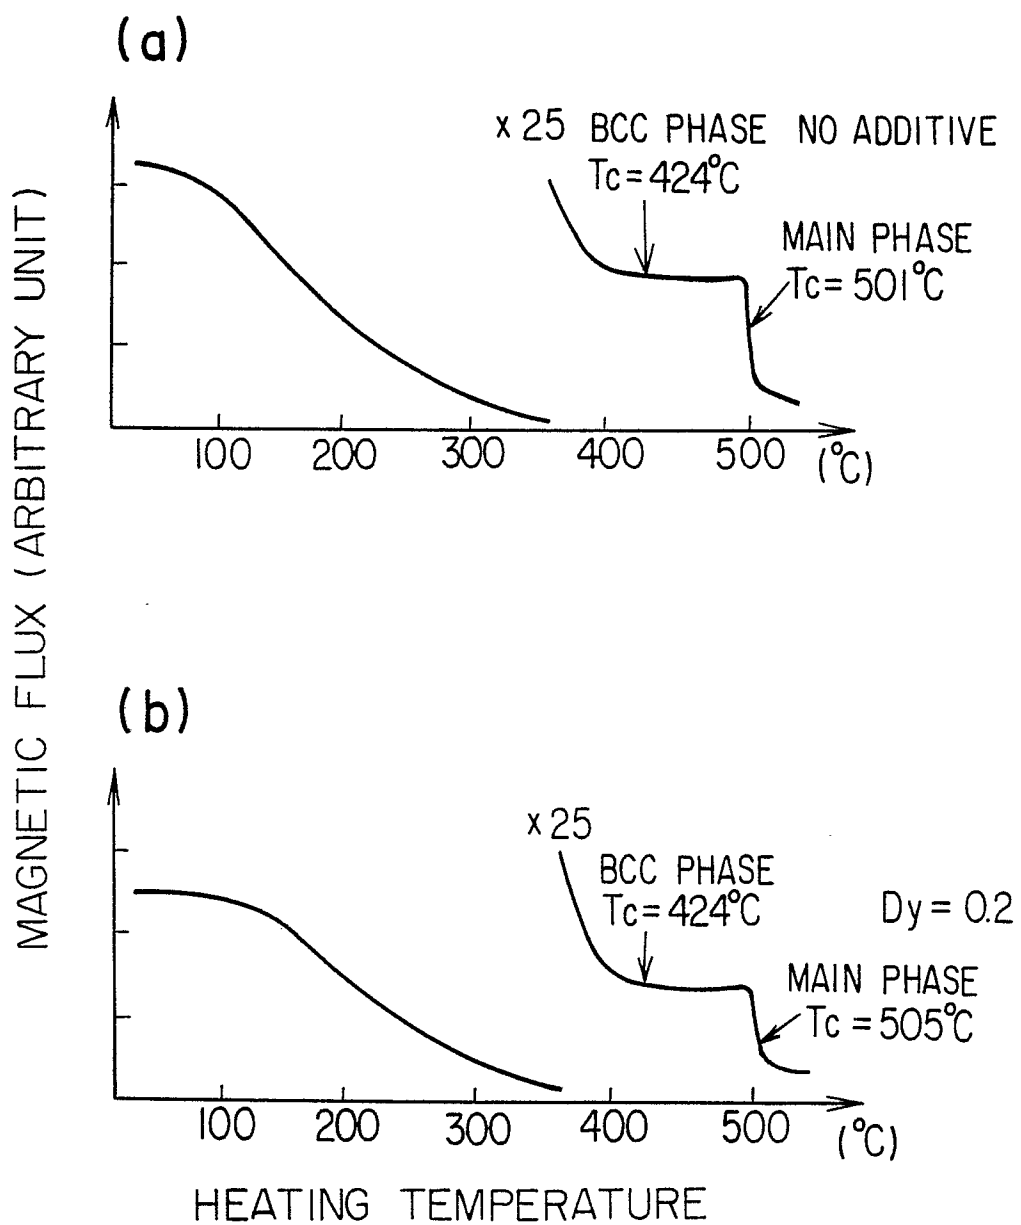 (a)
× 25 BCC PHASE NO ADDITIVE
Tc=424°C
MAIN PHASE
Tc= 501°C
100 200 300 400 500 (°C)
MAGNETIC FLUX (ARBITRARY UNIT)
(b)
× 25
BCC PHASE
Tc=424°C
Dy = 0.2
MAIN PHASE
Tc = 505°C
100 200 300 400 500 (°C)
HEATING TEMPERATURE